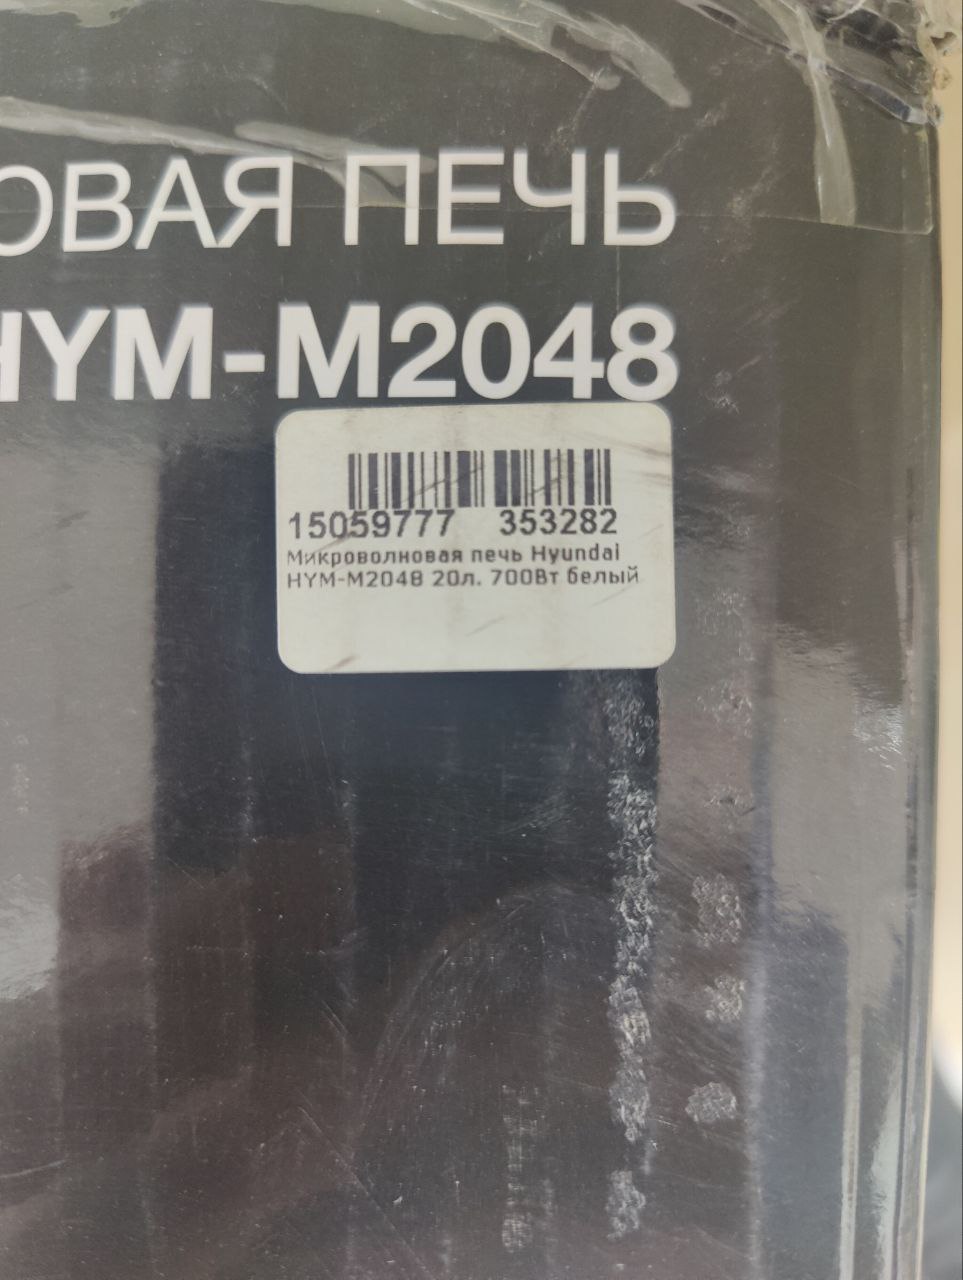 ОВАЯ ПЕЧЬ
HYM-M2048
15059777 353282
Микроволновая печь Hyundai
HYM-M2048 20л. 700Вт белый